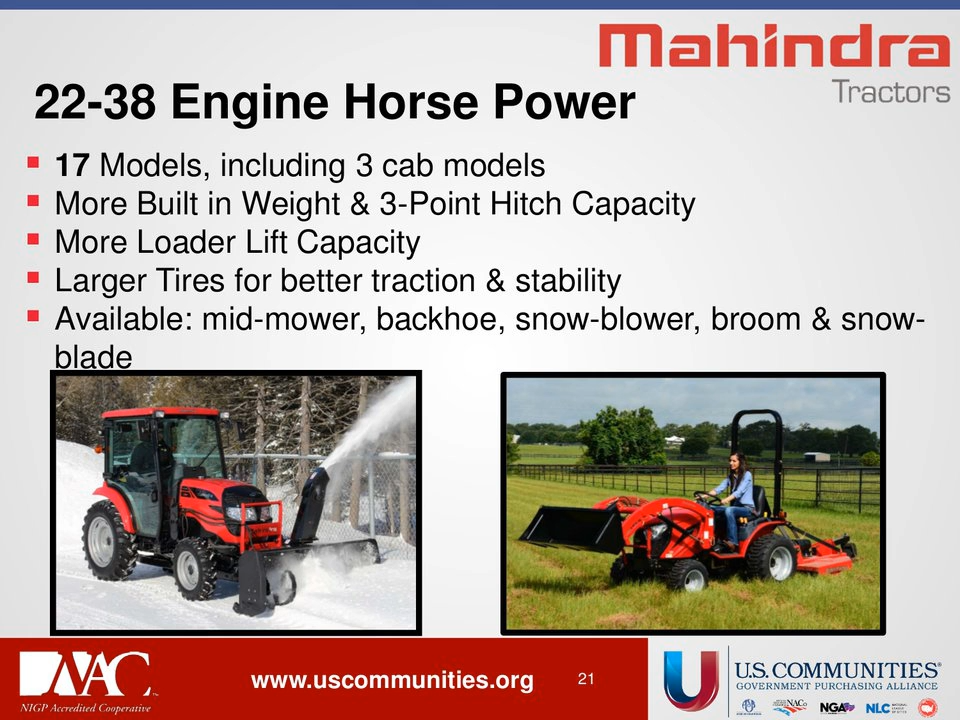 Mahindra
Tractors
22-38 Engine Horse Power
17 Models, including 3 cab models
More Built in Weight & 3-Point Hitch Capacity
More Loader Lift Capacity
Larger Tires for better traction & stability
Available: mid-mower, backhoe, snow-blower, broom & snow-
blade
NAC™
NIGP Accredited Cooperative
www.uscommunities.org
21
U.S. COMMUNITIES®
GOVERNMENT PURCHASING ALLIANCE
NACo
NGA
NLC